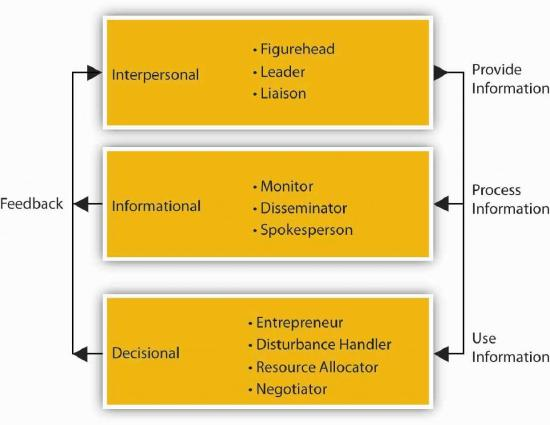 Interpersonal
• Figurehead
• Leader
• Liaison
Provide
Information
Feedback
Informational
• Monitor
• Disseminator
• Spokesperson
Process
Information
Decisional
• Entrepreneur
• Disturbance Handler
• Resource Allocator
• Negotiator
Use
Information